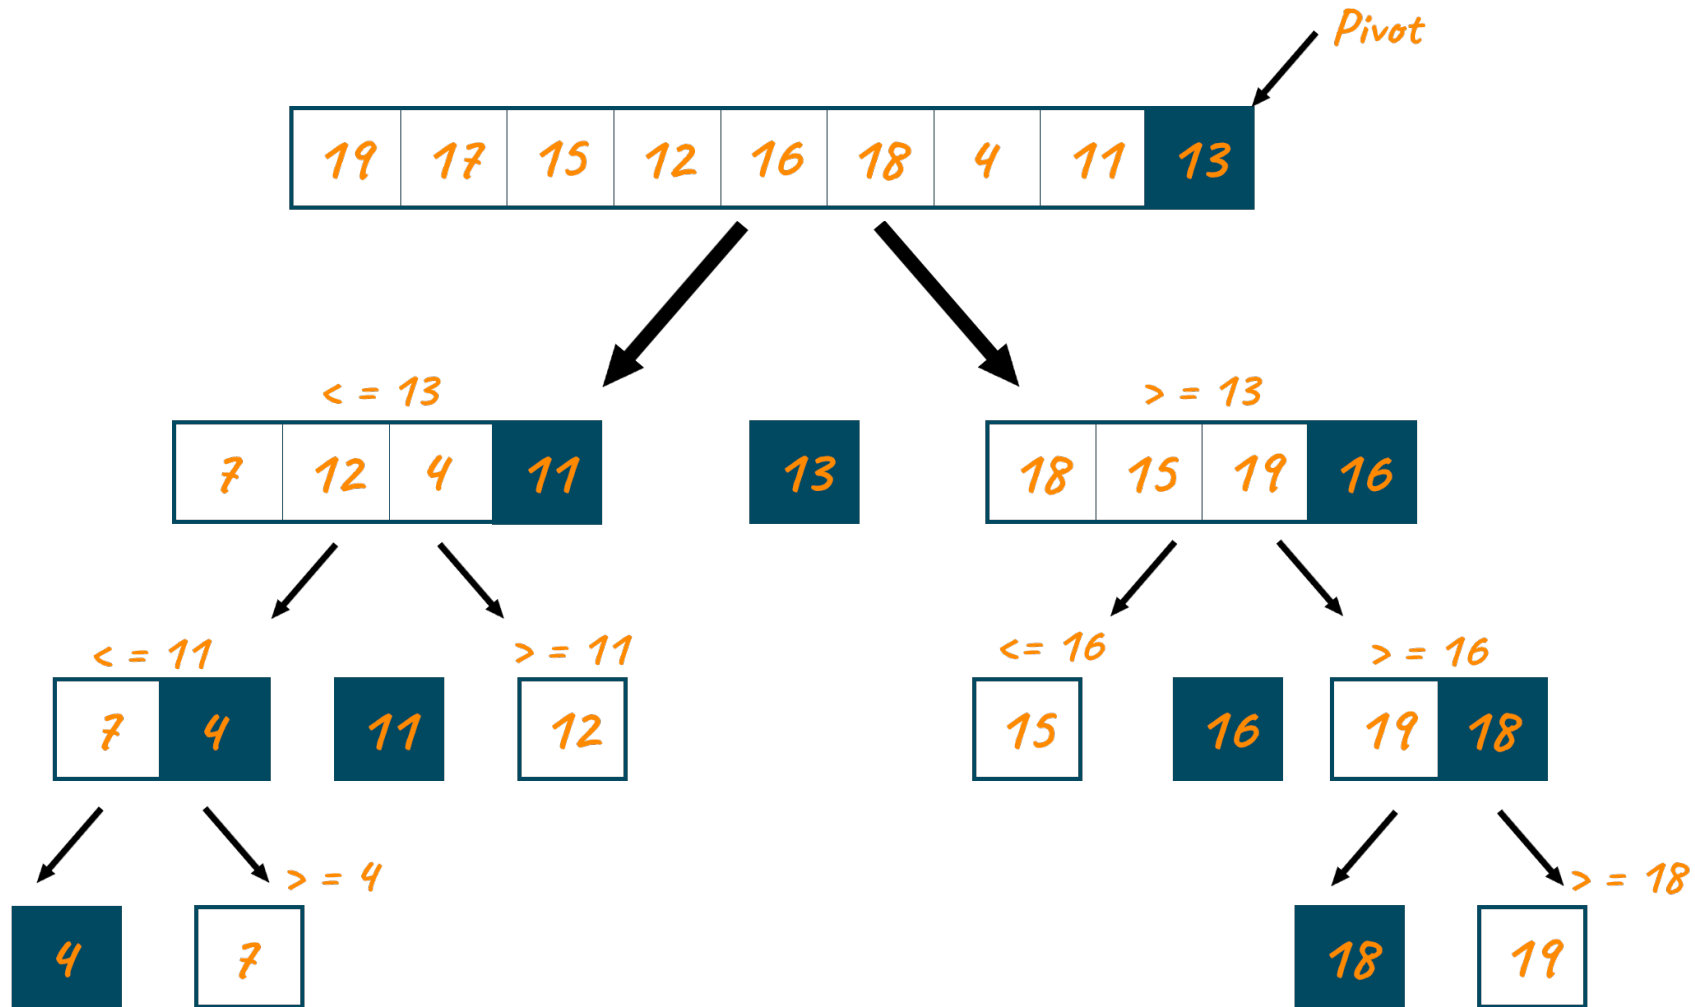 Pivot
19 17 15 12 16 18 4 11 13
< = 13 > = 13
7 12 4 11 13 18 15 19 16
< = 11 > = 11 <= 16 > = 16
7 4 11 12 15 16 19 18
> = 4 > = 18
4 7 18 19